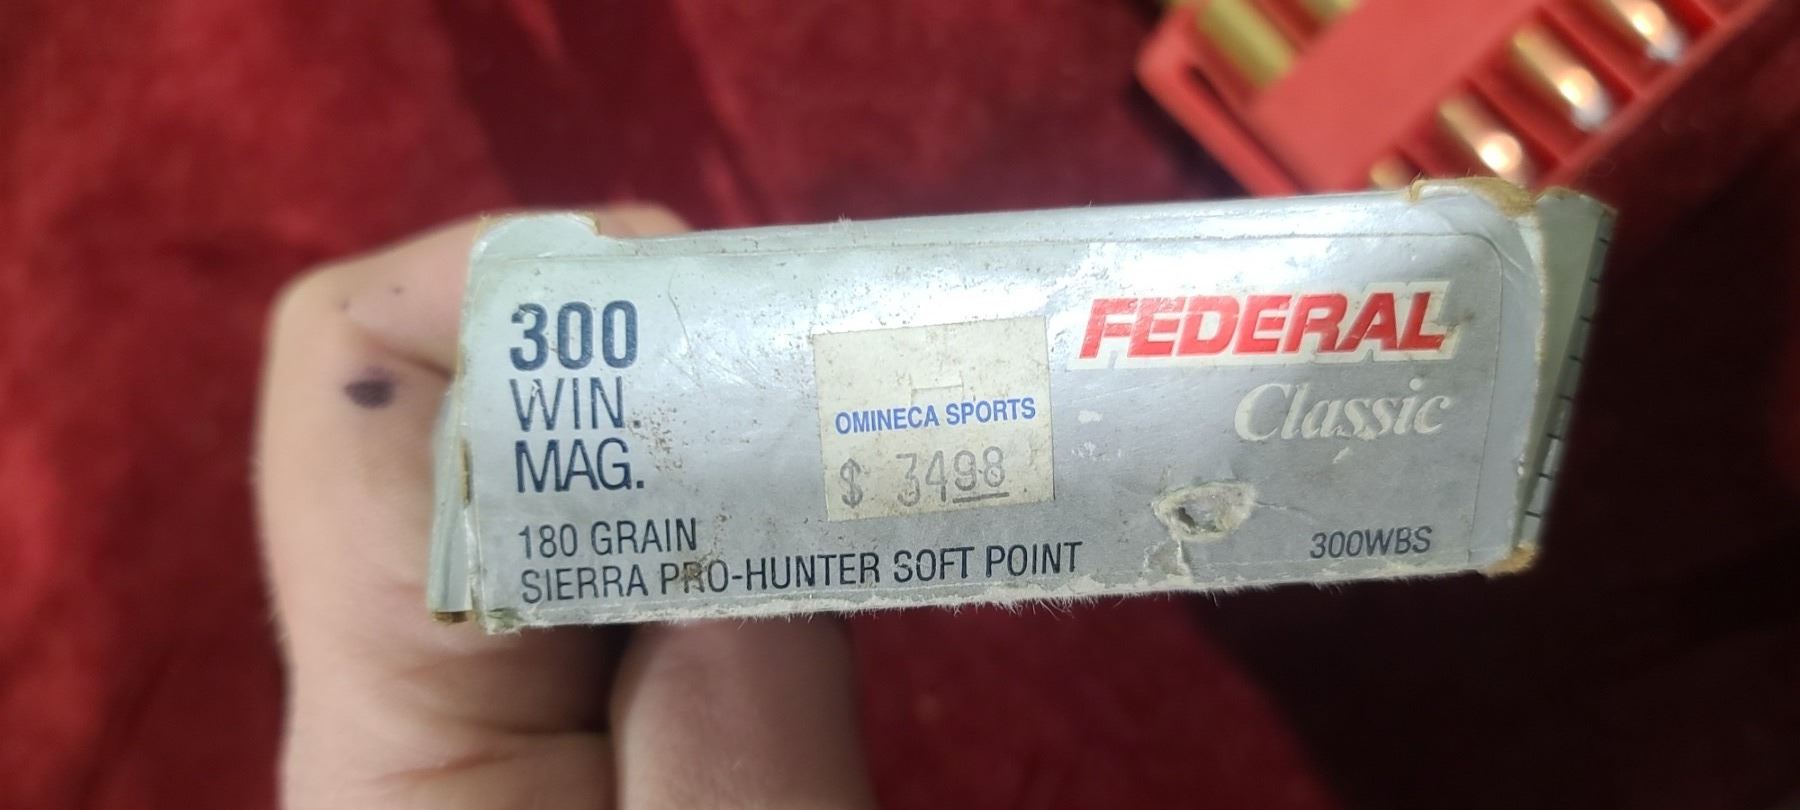 300
WIN.
MAG.
180 GRAIN
SIERRA PRO-HUNTER SOFT POINT
OMINECA SPORTS
$ 3498
FEDERAL
Classic
300WBS